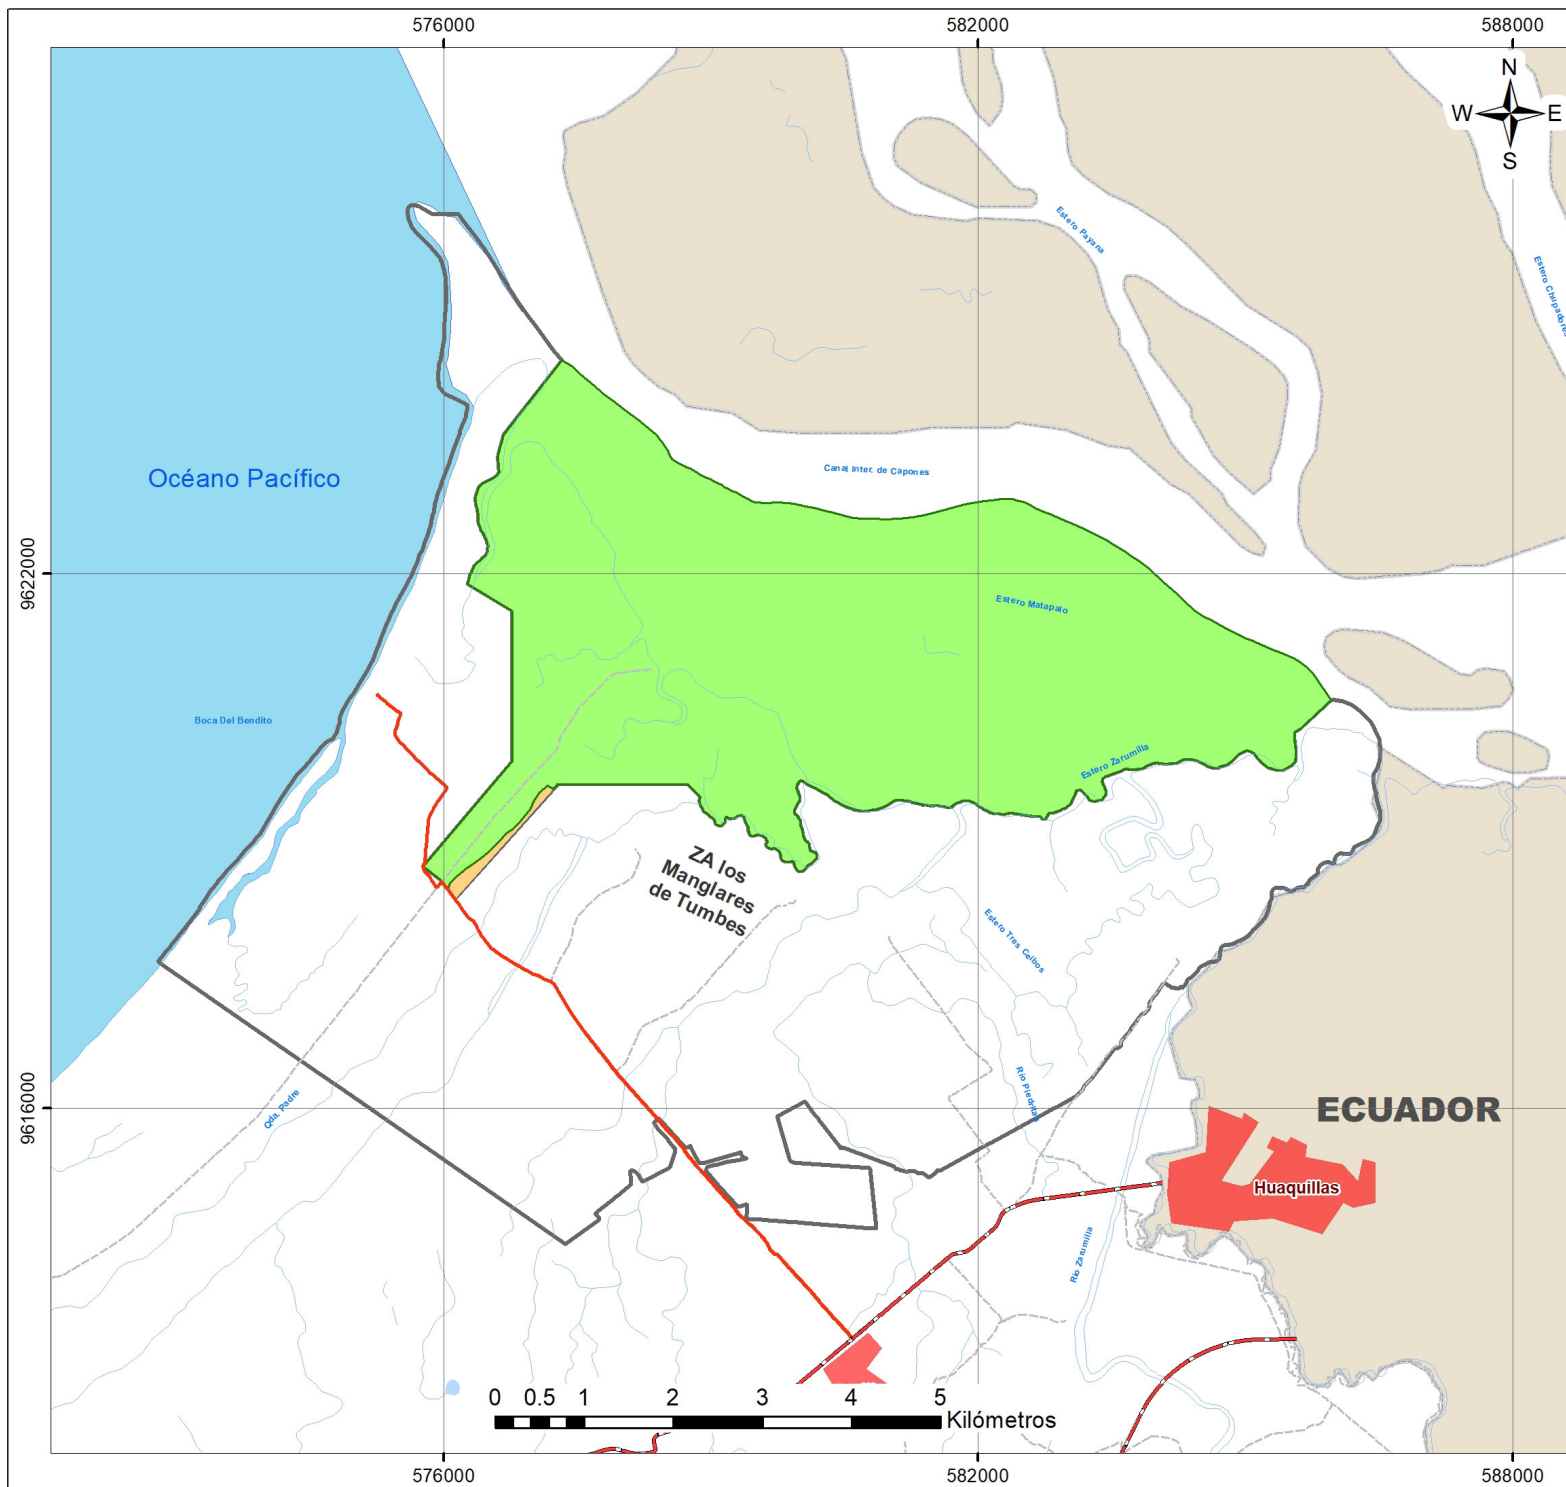 576000
582000
588000
N
W
E
S
Estero Payana
Estero Chupadores
Océano Pacífico
Canal Inter. de Capones
9622000
Estero Matapalo
Boca Del Bendito
Estero Zarumilla
ZA los
Manglares
de Tumbes
Estero Tres Ceibos
Río Piedritas
Qda. Padre
9616000
ECUADOR
Huaquillas
Río Zarumilla
0 0.5 1 2 3 4 5
Kilómetros
576000
582000
588000